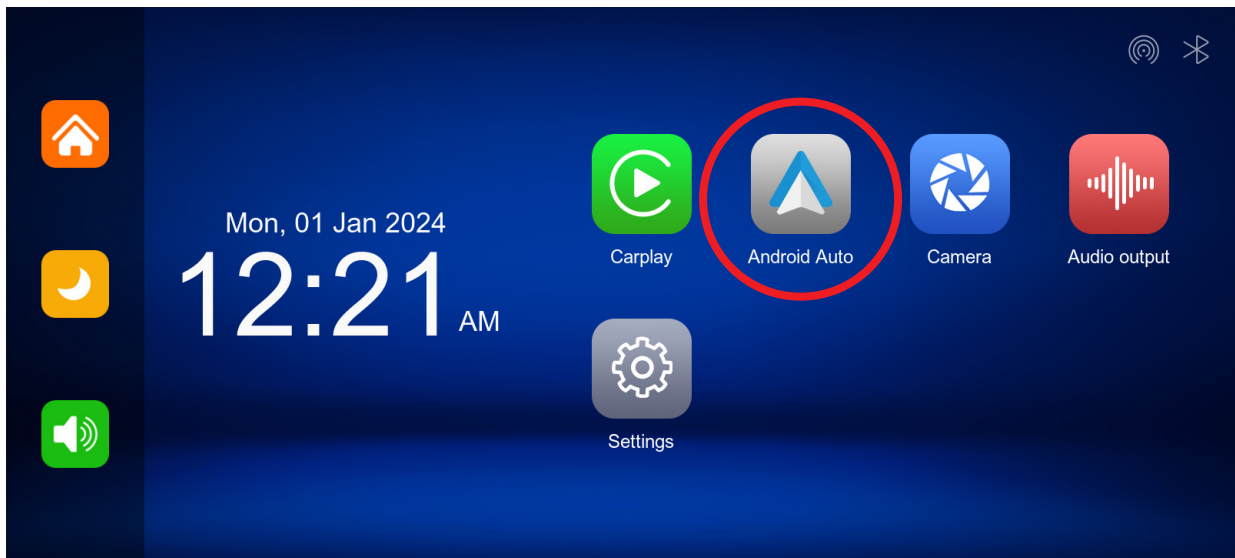 Mon, 01 Jan 2024
12:21 AM
Carplay
Android Auto
Camera
Audio output
Settings